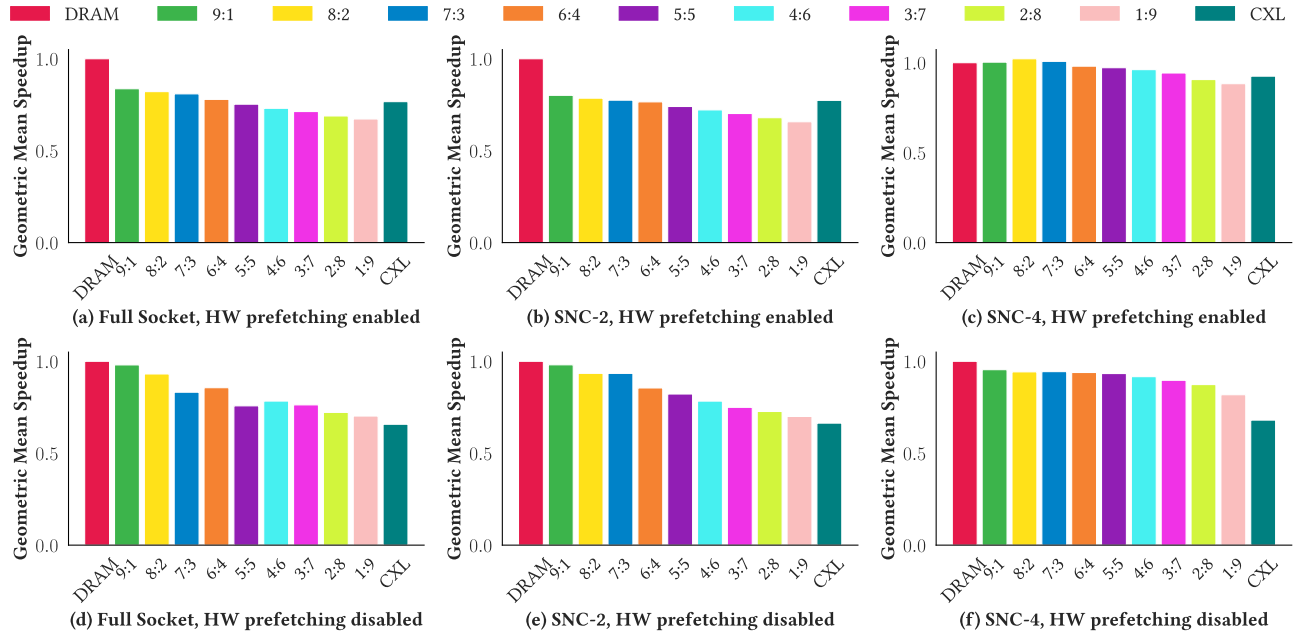 DRAM 9:1 8:2 7:3 6:4 5:5 4:6 3:7 2:8 1:9 CXL
Geometric Mean Speedup
1.0
0.5
0.0
DRAM 9:1 8:2 7:3 6:4 5:5 4:6 3:7 2:8 1:9 CXL
(a) Full Socket, HW prefetching enabled
Geometric Mean Speedup
1.0
0.5
0.0
DRAM 9:1 8:2 7:3 6:4 5:5 4:6 3:7 2:8 1:9 CXL
(b) SNC-2, HW prefetching enabled
Geometric Mean Speedup
1.0
0.5
0.0
DRAM 9:1 8:2 7:3 6:4 5:5 4:6 3:7 2:8 1:9 CXL
(c) SNC-4, HW prefetching enabled
Geometric Mean Speedup
1.0
0.5
0.0
DRAM 9:1 8:2 7:3 6:4 5:5 4:6 3:7 2:8 1:9 CXL
(d) Full Socket, HW prefetching disabled
Geometric Mean Speedup
1.0
0.5
0.0
DRAM 9:1 8:2 7:3 6:4 5:5 4:6 3:7 2:8 1:9 CXL
(e) SNC-2, HW prefetching disabled
Geometric Mean Speedup
1.0
0.5
0.0
DRAM 9:1 8:2 7:3 6:4 5:5 4:6 3:7 2:8 1:9 CXL
(f) SNC-4, HW prefetching disabled